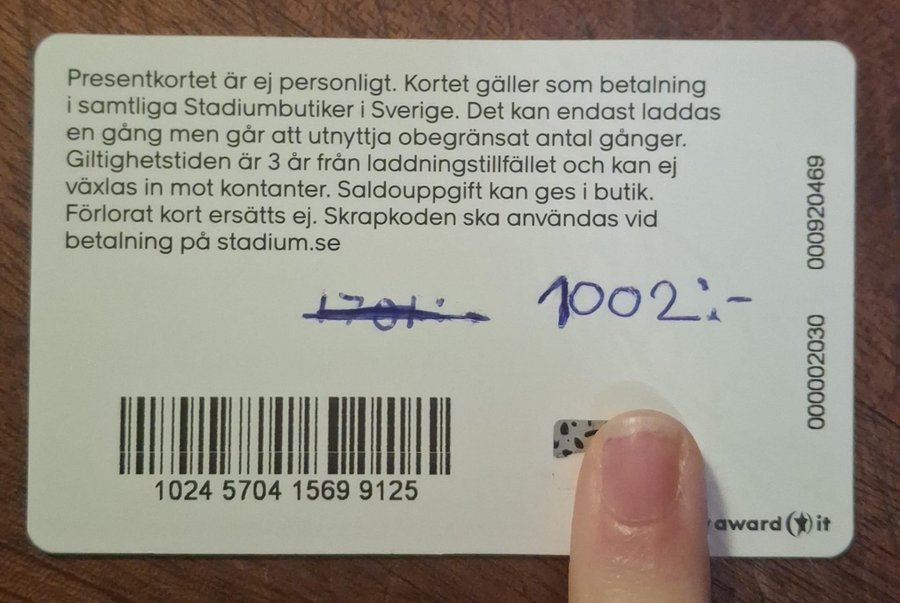 Presentkortet är ej personligt. Kortet gäller som betalning
i samtliga Stadiumbutiker i Sverige. Det kan endast laddas
en gång men går att utnyttja obegränsat antal gånger.
Giltighetstiden är 3 år från laddningstillfället och kan ej
växlas in mot kontanter. Saldouppgift kan ges i butik.
Förlorat kort ersätts ej. Skrapkoden ska användas vid
betalning på stadium.se
1002:-
1024 5704 1569 9125
award it
000002030
000920469